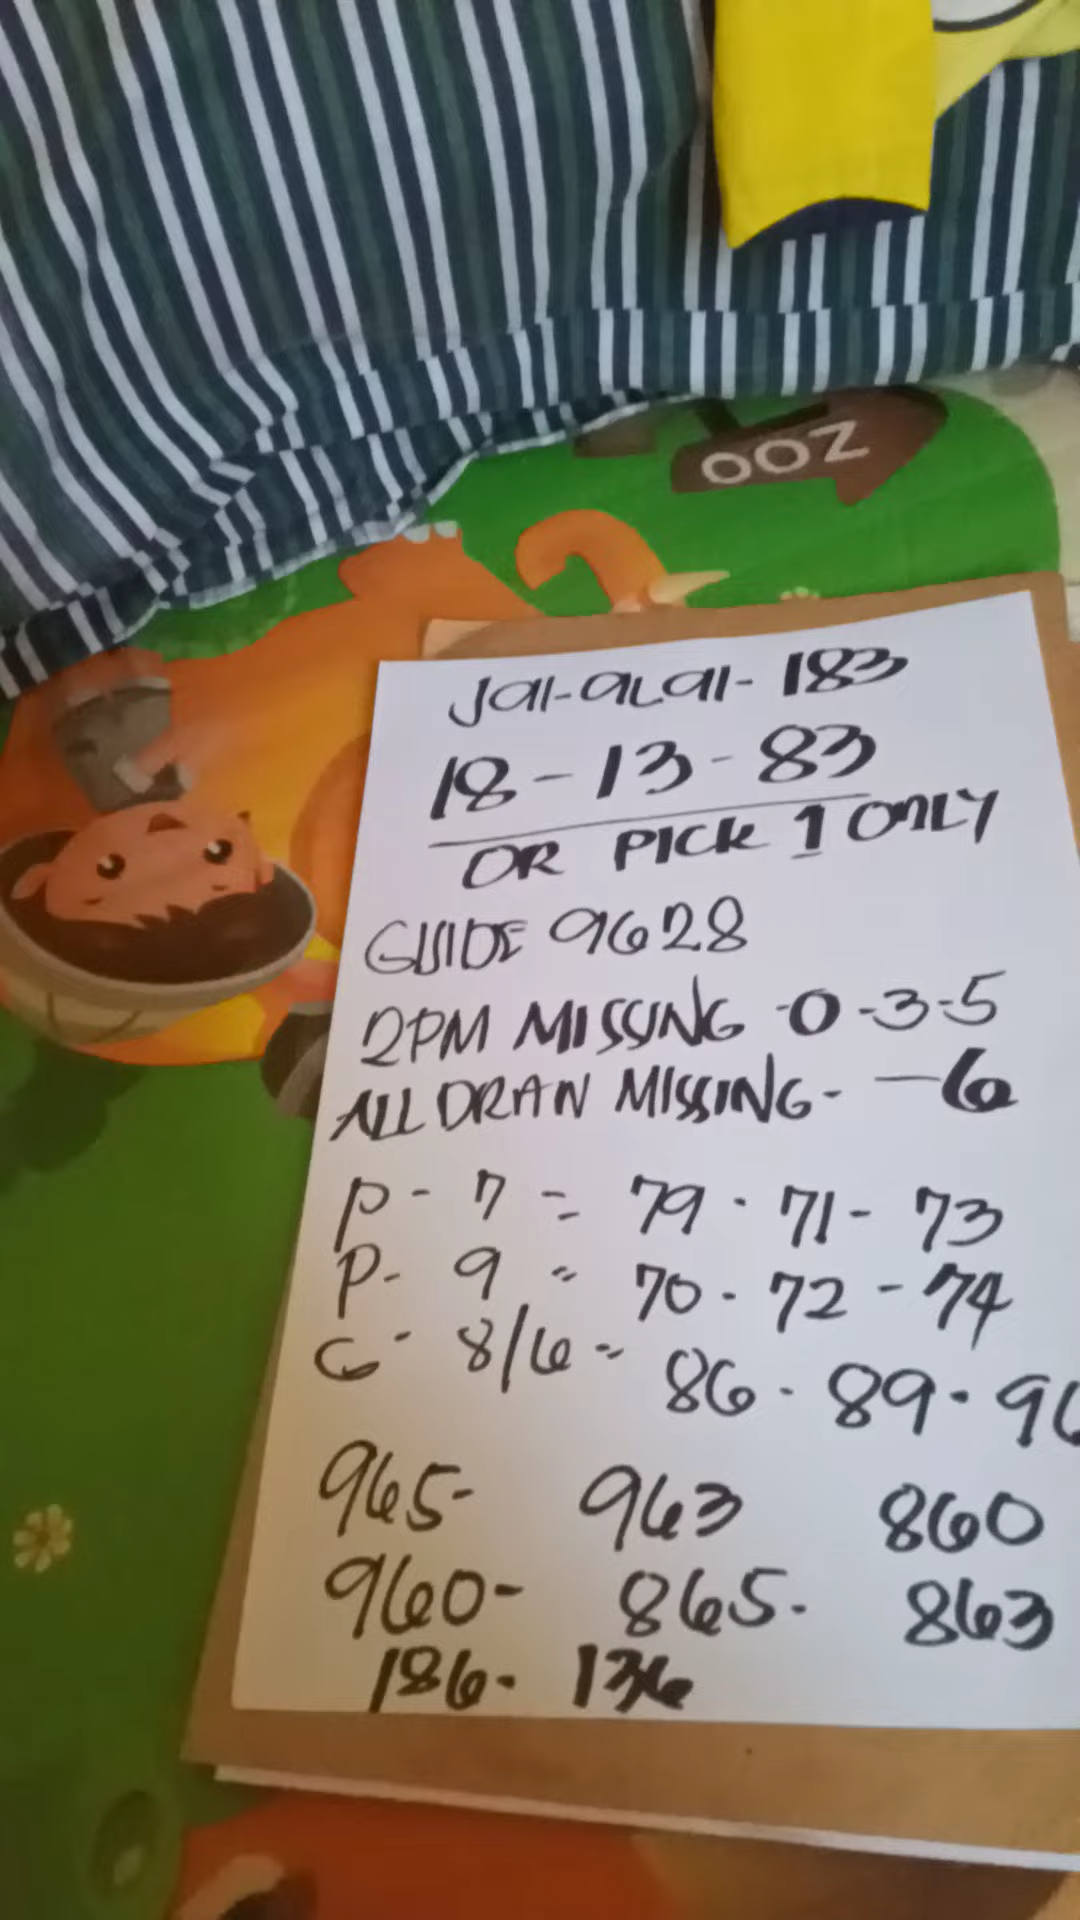 ZOO
Jai-aLai- 183
18 - 13 - 83
OR PICK 1 ONLY
GUIDE 9628
2PM MISSING -0-3-5
ALL DRAN MISSING- -6
P - 7 = 79 - 71 - 73
P - 9 = 70 - 72 - 74
G - 8/6 = 86 - 89 -
965- 963 860
960- 865- 863
186- 136